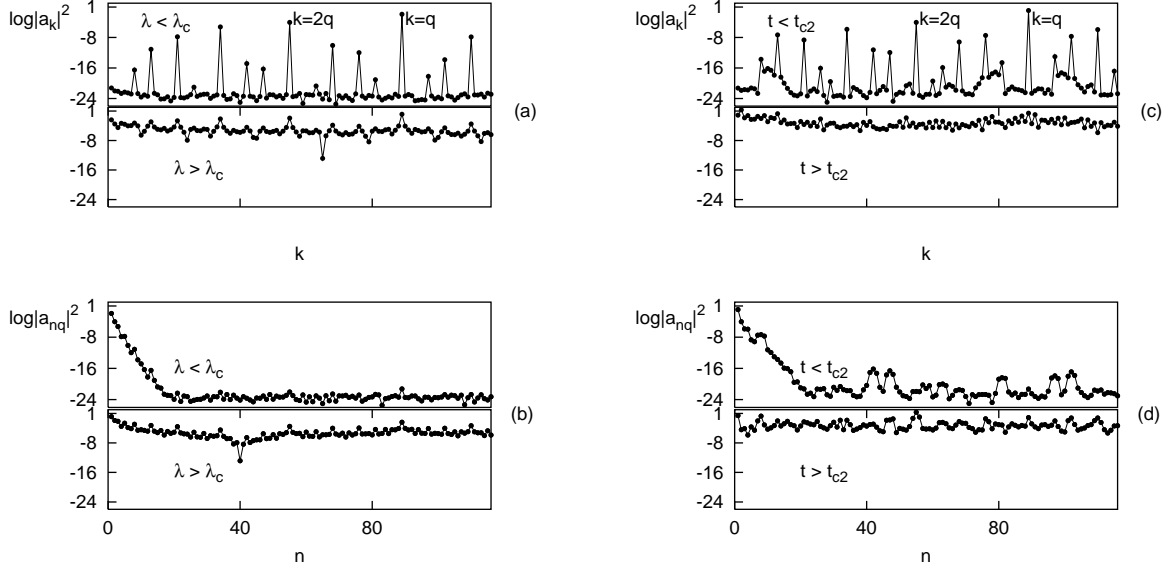 log|a_k|^2
1
-8
-16
-24
λ < λ_c
k=2q
k=q
1
-8
-16
-24
λ > λ_c
(a)
k
log|a_k|^2
1
-8
-16
-24
t < t_c2
k=2q
k=q
1
-8
-16
-24
t > t_c2
(c)
k
log|a_nq|^2
1
-8
-16
-24
λ < λ_c
1
-8
-16
-24
λ > λ_c
(b)
0 40 80
n
log|a_nq|^2
1
-8
-16
-24
t < t_c2
1
-8
-16
-24
t > t_c2
(d)
0 40 80
n